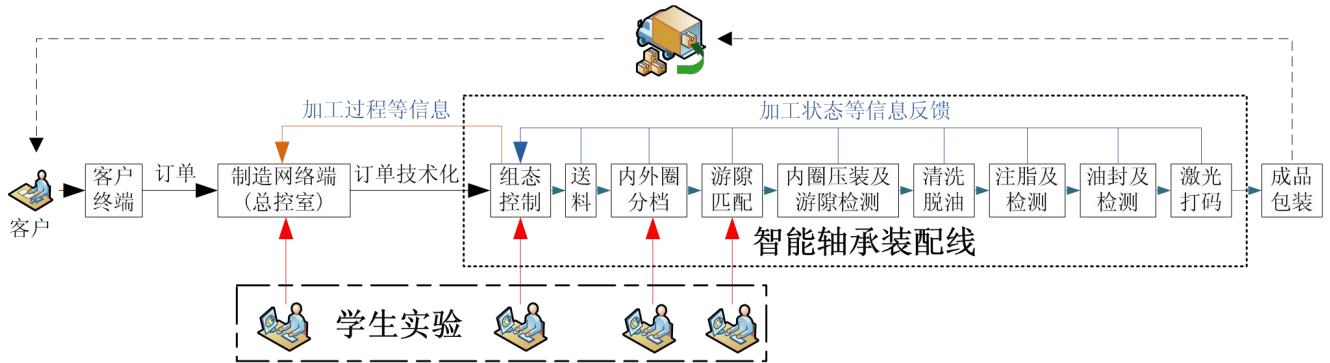 加工过程等信息
加工状态等信息反馈
客户
客户
终端
订单
制造网络端
(总控室)
订单技术化
组态
控制
送
料
内外圈
分档
游隙
匹配
内圈压装及
游隙检测
清洗
脱油
注脂及
检测
油封及
检测
激光
打码
成品
包装
智能轴承装配线
学生实验